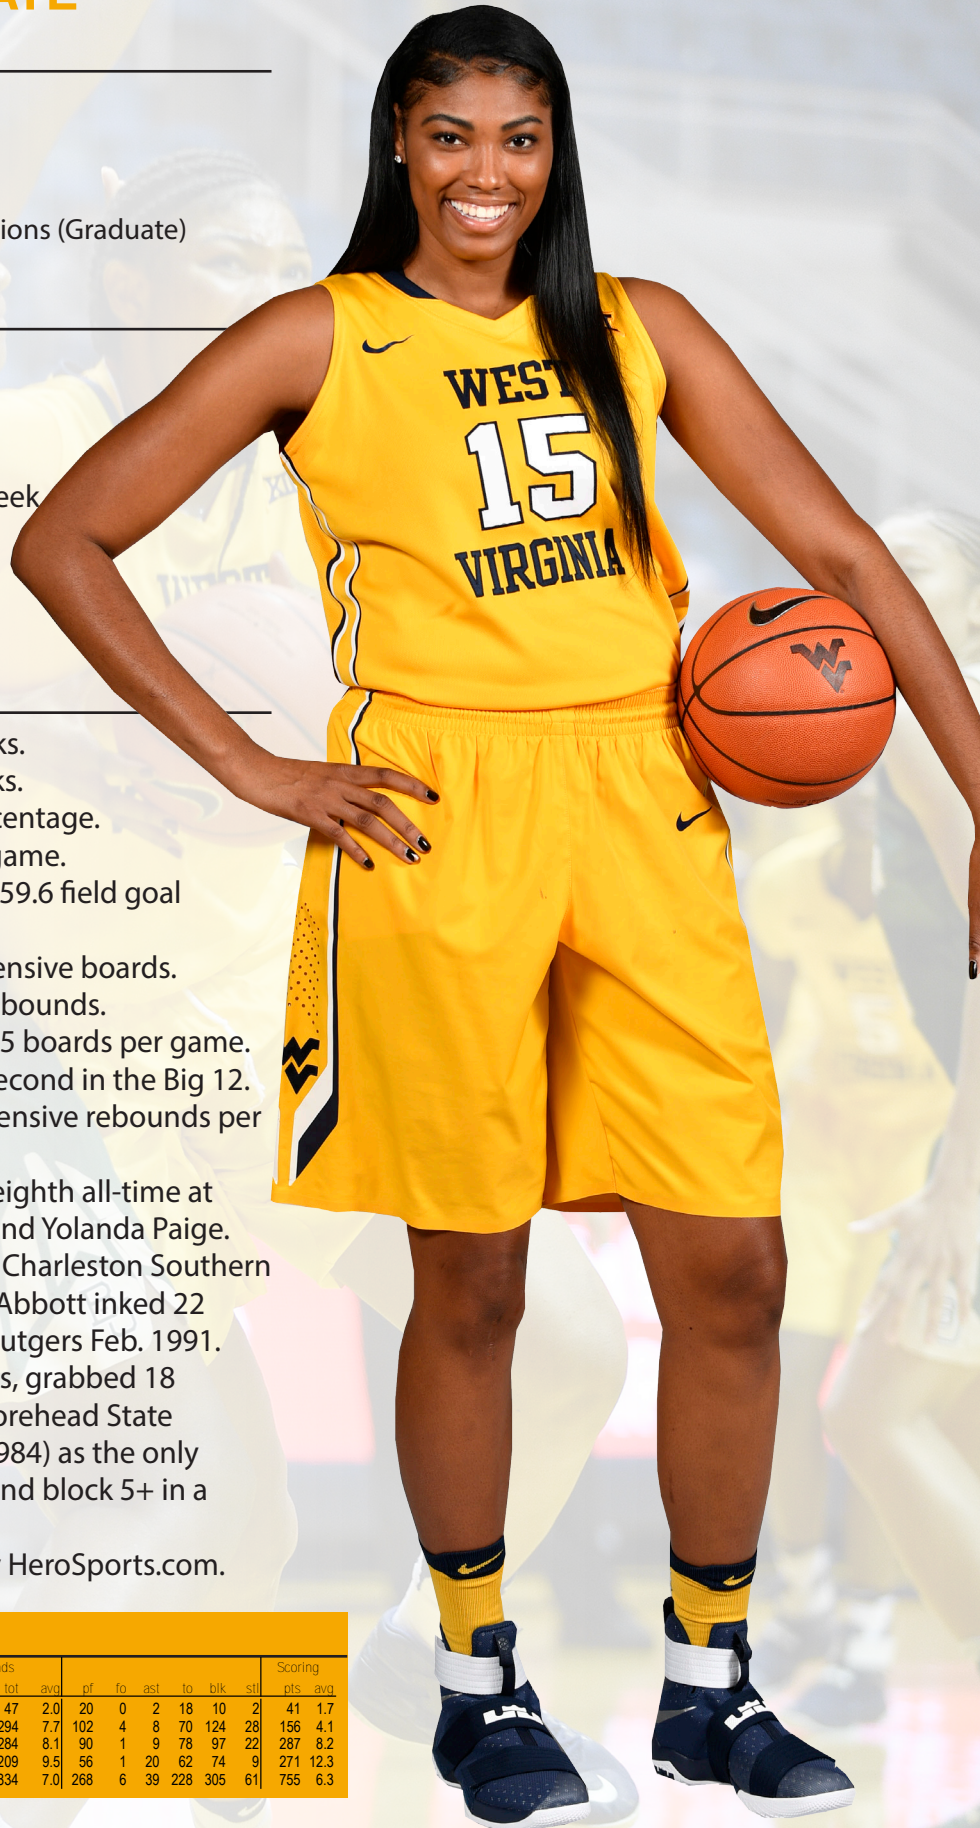 ions (Graduate)
WEST
15
VIRGINIA
eek
ks.
ks.
centage.
game.
59.6 field goal
ensive boards.
bounds.
5 boards per game.
econd in the Big 12.
ensive rebounds per
eighth all-time at
nd Yolanda Paige.
Charleston Southern
Abbott inked 22
utgers Feb. 1991.
s, grabbed 18
orehead State
984) as the only
nd block 5+ in a
HeroSports.com.
ds Scoring
tot avg pf fo ast to blk stl pts avg
47 2.0 20 0 2 18 10 2 41 1.7
294 7.7 102 4 8 70 124 28 156 4.1
284 8.1 90 1 9 78 97 22 287 8.2
209 9.5 56 1 20 62 74 9 271 12.3
834 7.0 268 6 39 228 305 61 755 6.3